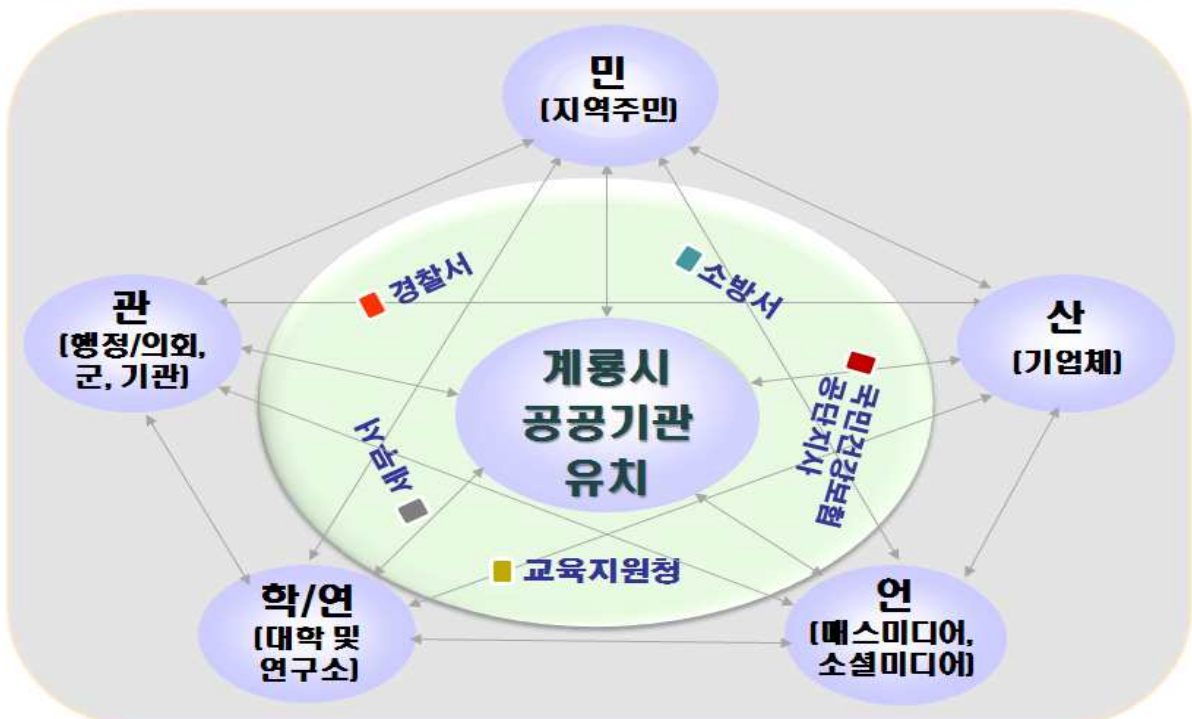 민
(지역주민)
경찰서
소방서
관
(행정/의회,
군, 기관)
산
(기업체)
계룡시
공공기관
유치
국민건강보험
공단지사
세무서
교육지원청
학/연
(대학 및
연구소)
언
(매스미디어,
소셜미디어)